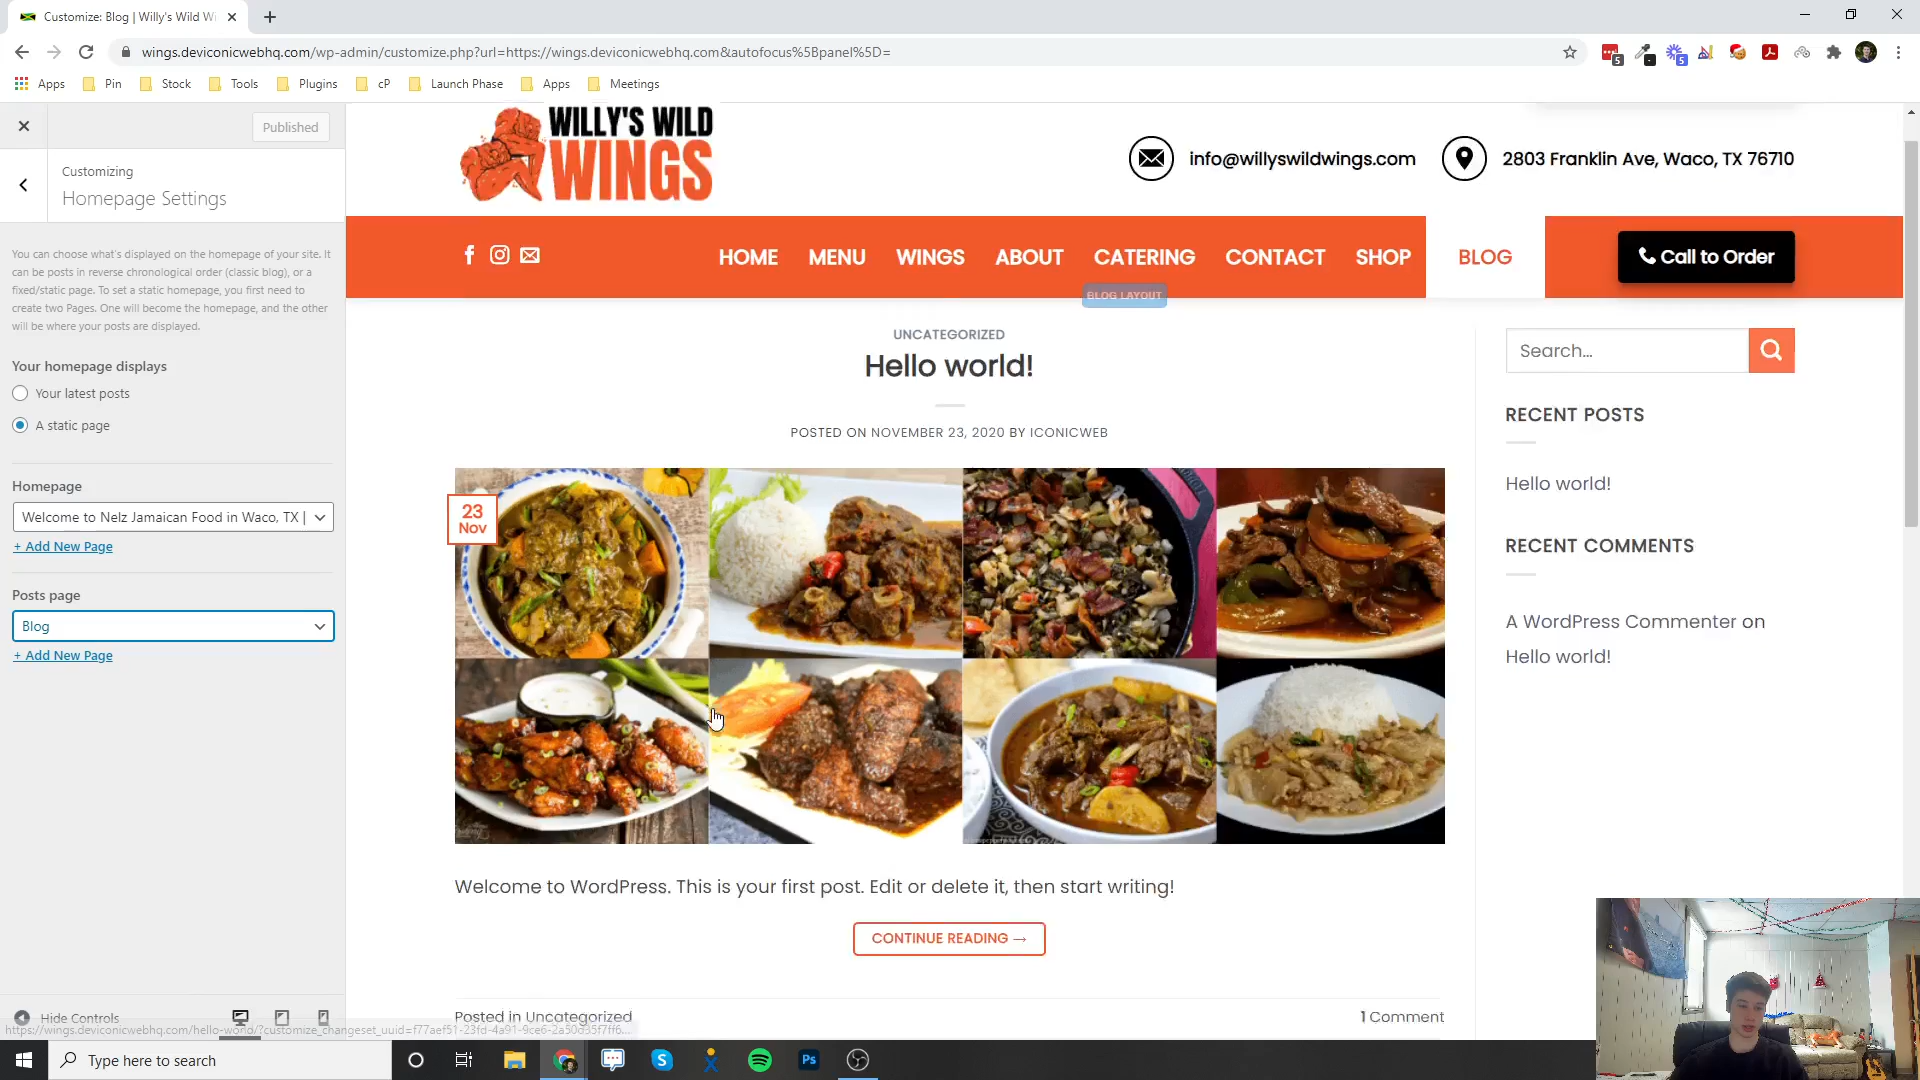 Customize: Blog | Willy's Wild Wi
wings.deviconicwebhq.com/wp-admin/customize.php?url=https://wings.deviconicwebhq.com&autofocus%5Bpanel%5D=
5
5
Apps
Pin
Stock
Tools
Plugins
cP
Launch Phase
Apps
Meetings
Published
Customizing
Homepage Settings
You can choose what's displayed on the homepage of your site. It
can be posts in reverse chronological order (classic blog), or a
fixed/static page. To set a static homepage, you first need to
create two Pages. One will become the homepage, and the other
will be where your posts are displayed.
Your homepage displays
Your latest posts
A static page
Homepage
Welcome to Nelz Jamaican Food in Waco, TX |
+ Add New Page
Posts page
Blog
+ Add New Page
Hide Controls
WILLY'S WILD
WINGS
info@willyswildwings.com
2803 Franklin Ave, Waco, TX 76710
HOME
MENU
WINGS
ABOUT
CATERING
CONTACT
SHOP
BLOG
Call to Order
BLOG LAYOUT
UNCATEGORIZED
Hello world!
POSTED ON NOVEMBER 23, 2020 BY ICONICWEB
23
Nov
Welcome to WordPress. This is your first post. Edit or delete it, then start writing!
CONTINUE READING →
Posted in Uncategorized
1 Comment
Search...
RECENT POSTS
Hello world!
RECENT COMMENTS
A WordPress Commenter on
Hello world!
Type here to search
Ps